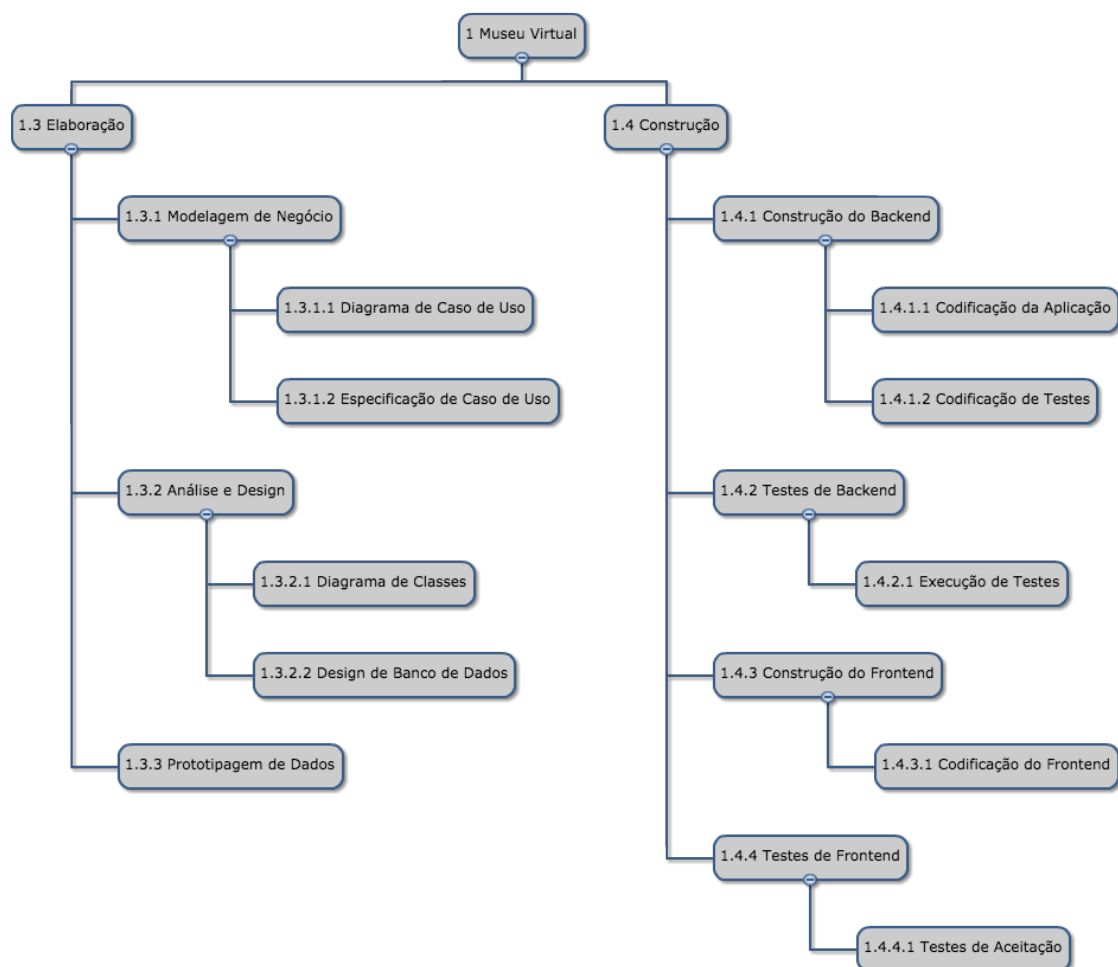 1 Museu Virtual
1.3 Elaboração
1.3.1 Modelagem de Negócio
1.3.1.1 Diagrama de Caso de Uso
1.3.1.2 Especificação de Caso de Uso
1.3.2 Análise e Design
1.3.2.1 Diagrama de Classes
1.3.2.2 Design de Banco de Dados
1.3.3 Prototipagem de Dados
1.4 Construção
1.4.1 Construção do Backend
1.4.1.1 Codificação da Aplicação
1.4.1.2 Codificação de Testes
1.4.2 Testes de Backend
1.4.2.1 Execução de Testes
1.4.3 Construção do Frontend
1.4.3.1 Codificação do Frontend
1.4.4 Testes de Frontend
1.4.4.1 Testes de Aceitação